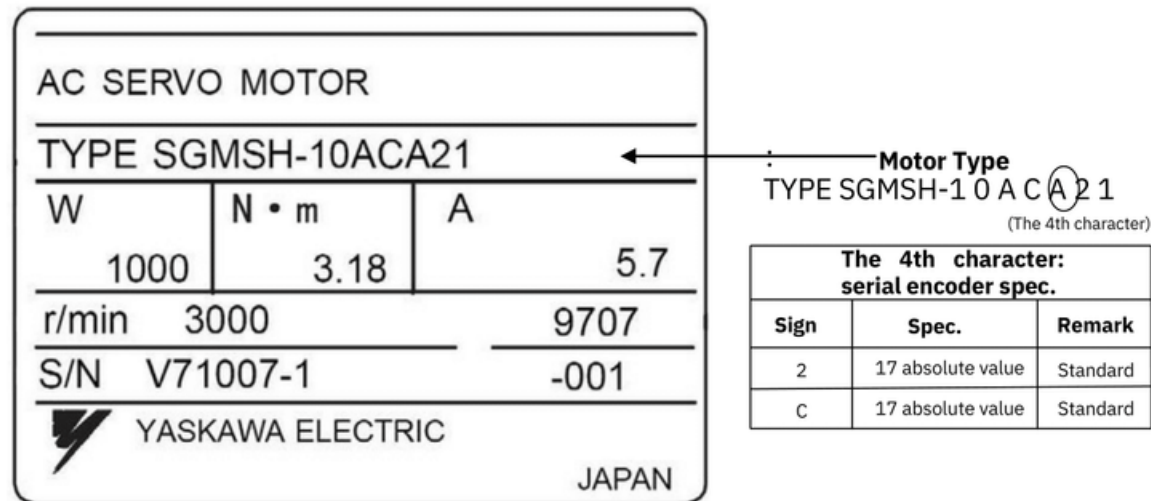 AC SERVO MOTOR
TYPE SGMSH-10ACA21
W N・m A
1000 3.18 5.7
r/min 3000 9707
S/N V71007-1 -001
YASKAWA ELECTRIC
JAPAN
:
Motor Type
TYPE SGMSH-1 0 A C A 2 1
(The 4th character)
The 4th character:
serial encoder spec.
Sign Spec. Remark
2 17 absolute value Standard
C 17 absolute value Standard